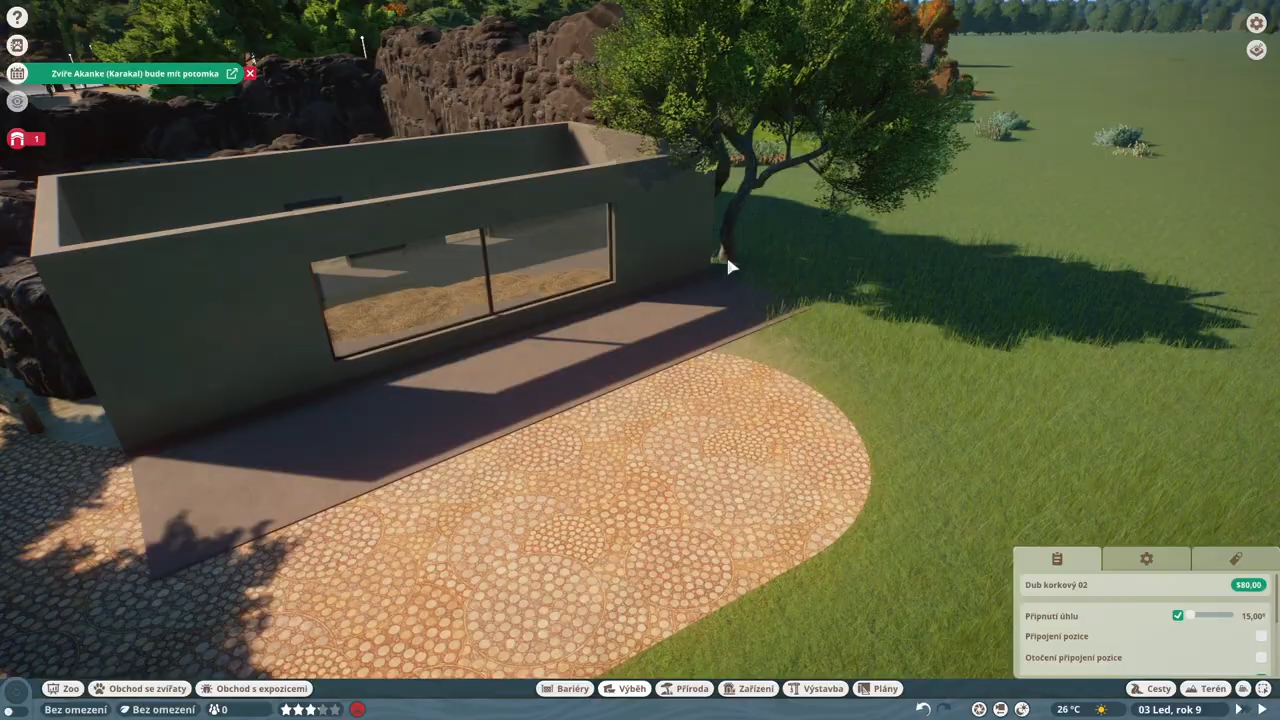 ?
Zvíře Akanke (Karakal) bude mít potomka
1
Dub korkový 02
$80,00
Připnutí úhlu
15,00°
Připojení pozice
Otočení připojení pozice
Zoo
Obchod se zvířaty
Obchod s expozicemi
Bariéry
Výběh
Příroda
Zařízení
Výstavba
Plány
Cesty
Terén
Bez omezení
Bez omezení
0
26 °C
03 Led, rok 9